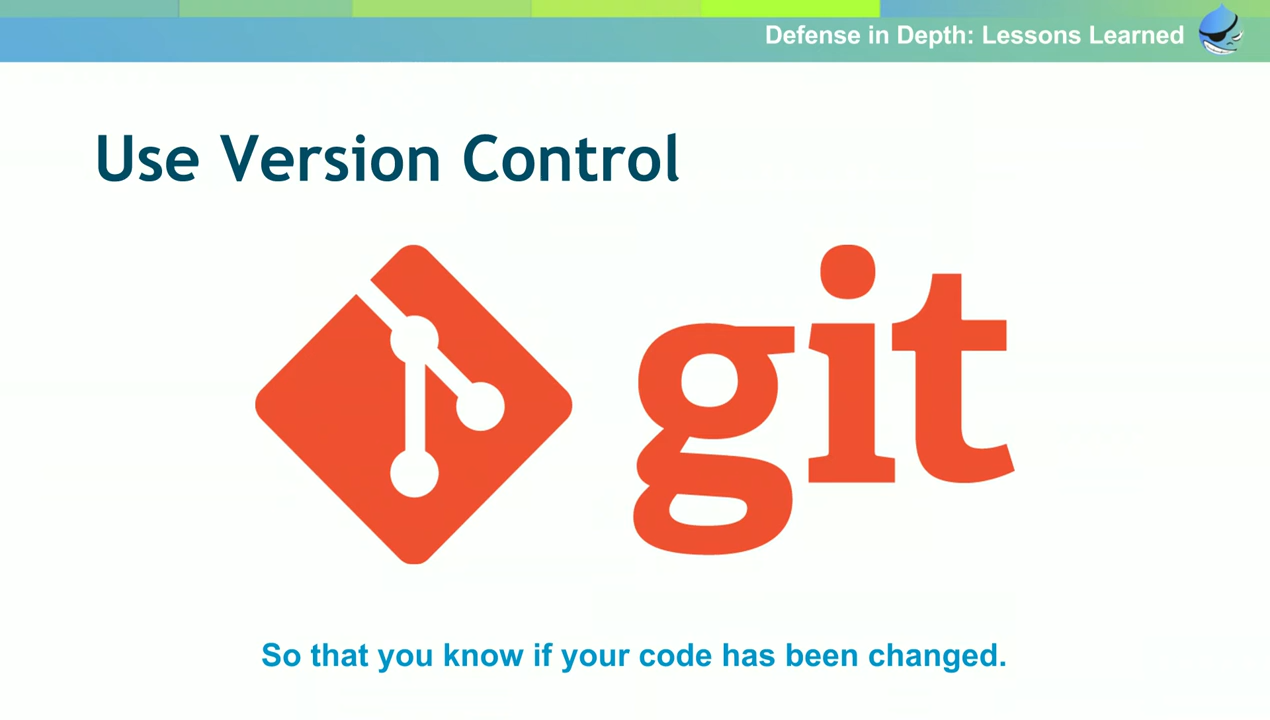 Defense in Depth: Lessons Learned
Use Version Control
git
So that you know if your code has been changed.